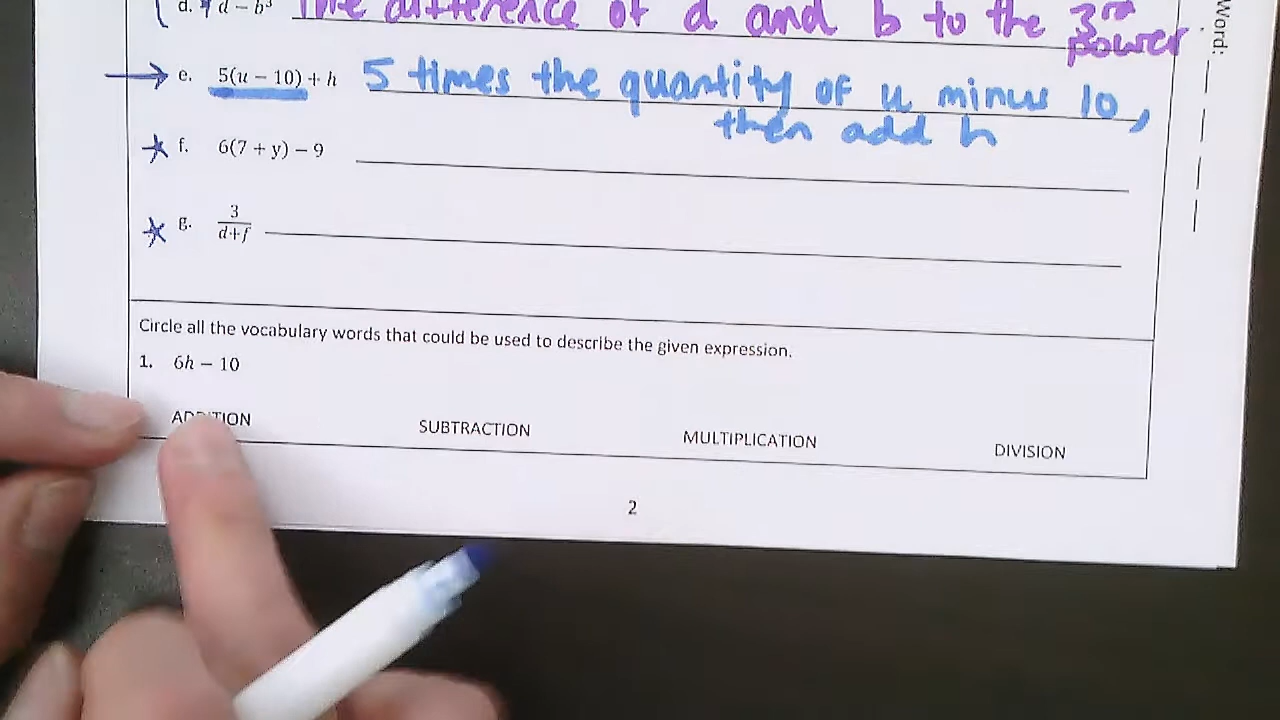 d. d − b³ The difference of d and b to the 3rd
power
e. 5(u − 10) + h 5 times the quantity of u minus 10,
then add h
f. 6(7 + y) − 9
g. 3/(d+f)
Circle all the vocabulary words that could be used to describe the given expression.
1. 6h − 10
ADDITION SUBTRACTION MULTIPLICATION DIVISION
2
Word: